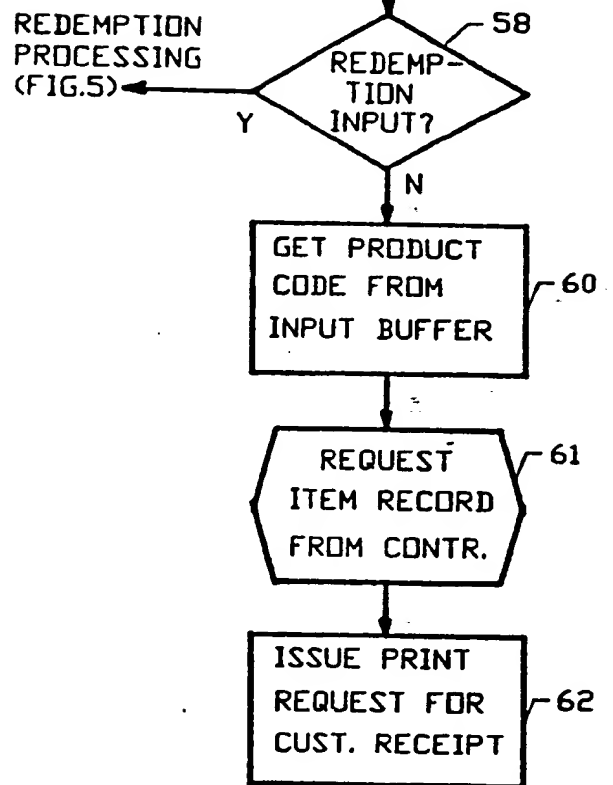 REDEMPTION
PROCESSING
(FIG.5)
58
REDEMP-
TION
INPUT?
Y
N
GET PRODUCT
CODE FROM
INPUT BUFFER
60
REQUEST
ITEM RECORD
FROM CONTR.
61
ISSUE PRINT
REQUEST FOR
CUST. RECEIPT
62